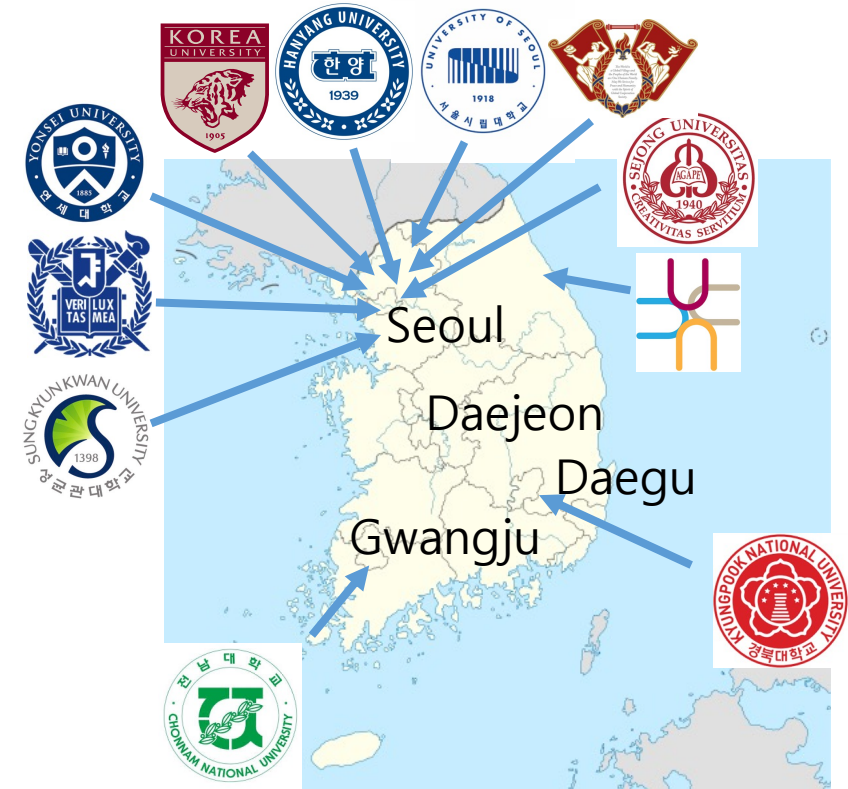 KOREA
UNIVERSITY
1905
HANYANG UNIVERSITY
한양
1939
UNIVERSITY OF SEOUL
1918
서울시립대학교
YONSEI UNIVERSITY
1885
연세대학교
SEJONG UNIVERSITAS
AGAPE
1940
CREATIVITAS SERVITIUM
VERI LUX
TAS MEA
Seoul
SUNGKYUNKWAN UNIVERSITY
1398
성균관대학교
Daejeon
Daegu
Gwangju
KYUNGPOOK NATIONAL UNIVERSITY
경북대학교
전남대학교
CHONNAM NATIONAL UNIVERSITY